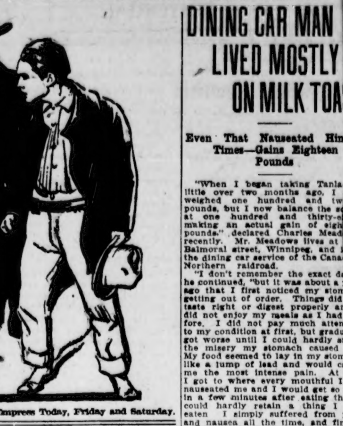 DINING CAR MAN
LIVED MOSTLY
ON MILK TOA
Even That Nauseated Him
Times—Gains Eighteen
Pounds
"When I began taking Tanla
little over two months ago, I
weighed one hundred and tw
pounds, but I now balance the
at one hundred and thirty-
making an actual gain of eigh
pounds," declared Charles Mead
recently. Mr. Meadows lives at
Balmoral street, Winnipeg, and i
the dining car service of the Cana
Northern railroad.
"I don't remember the exact d
he continued, "but it was about a
ago that I first noticed my stom
getting out of order. Things did
taste right or digest properly an
did not enjoy my meals as I had
fore. I did not pay much atten
to my condition at first, but gradu
got worse until I could hardly s
the misery my stomach caused
My food seemed to lay in my stom
like a lump of lead and would c
me the most intense pain. At
I got to where every mouthful I
nauseated me and I would get so
in a few minutes after eating th
could hardly retain a thing I
eaten I simply suffered from
and nausea all the time, and fin
Empress Today, Friday and Saturday.